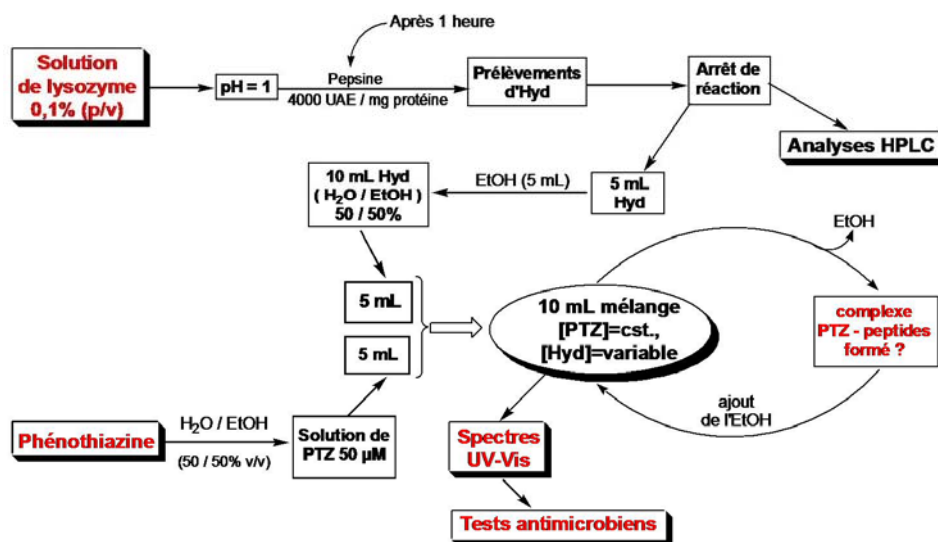 Après 1 heure
Solution
de lysozyme
0,1% (p/v)
pH = 1
Pepsine
4000 UAE / mg protéine
Prélèvements
d'Hyd
Arrêt de
réaction
Analyses HPLC
10 mL Hyd
( H₂O / EtOH )
50 / 50%
EtOH (5 mL)
5 mL
Hyd
EtOH
5 mL
5 mL
10 mL mélange
[PTZ]=cst.,
[Hyd]=variable
complexe
PTZ - peptides
formé ?
ajout
de l'EtOH
Phénothiazine
H₂O / EtOH
(50 / 50% v/v)
Solution de
PTZ 50 µM
Spectres
UV-Vis
Tests antimicrobiens